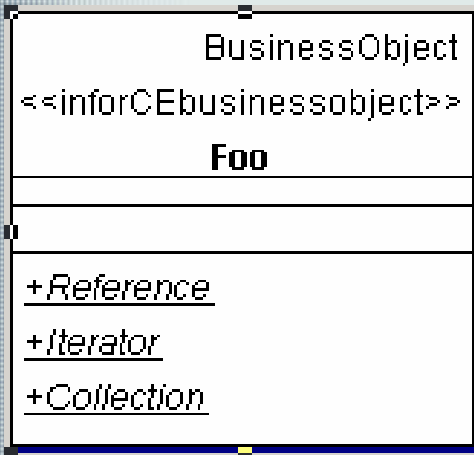 BusinessObject
<<inforCEbusinessobject>>
Foo
+Reference
+Iterator
+Collection